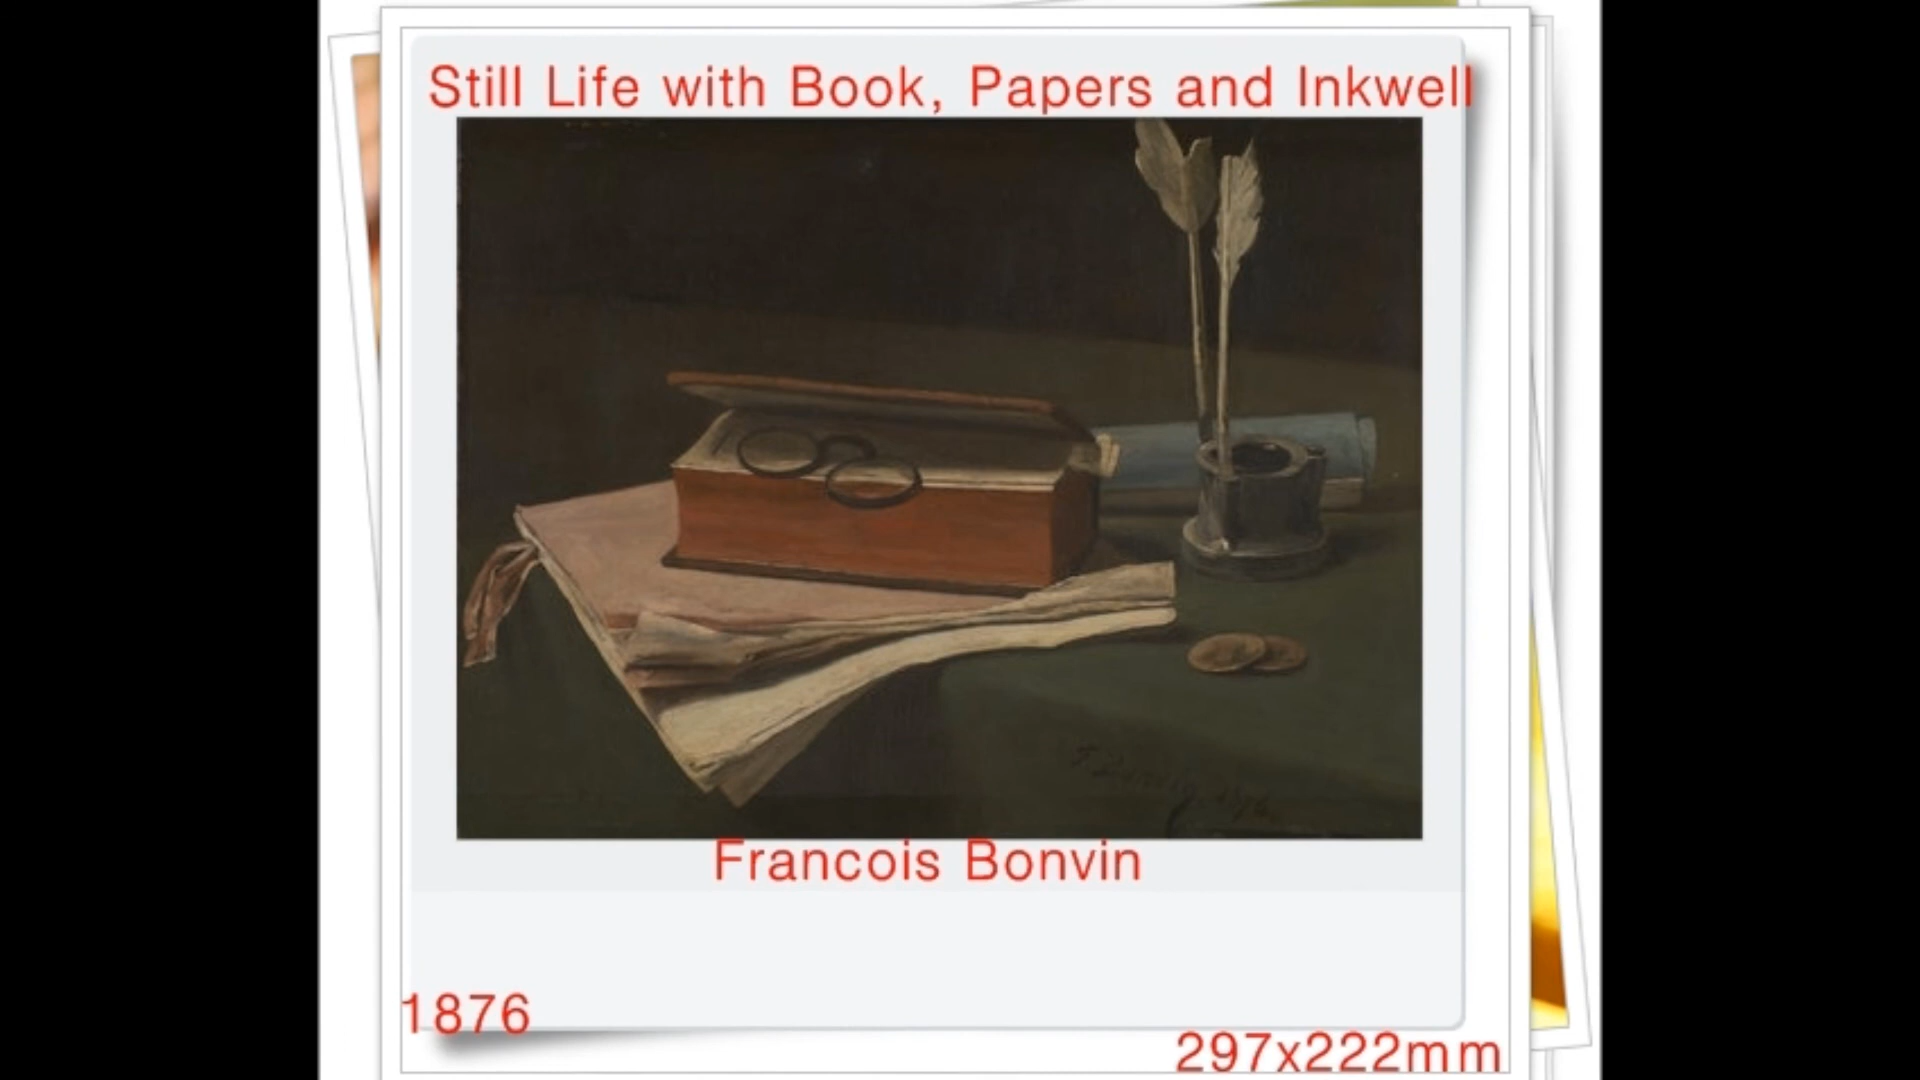 Still Life with Book, Papers and Inkwell
Francois Bonvin
1876
297x222mm